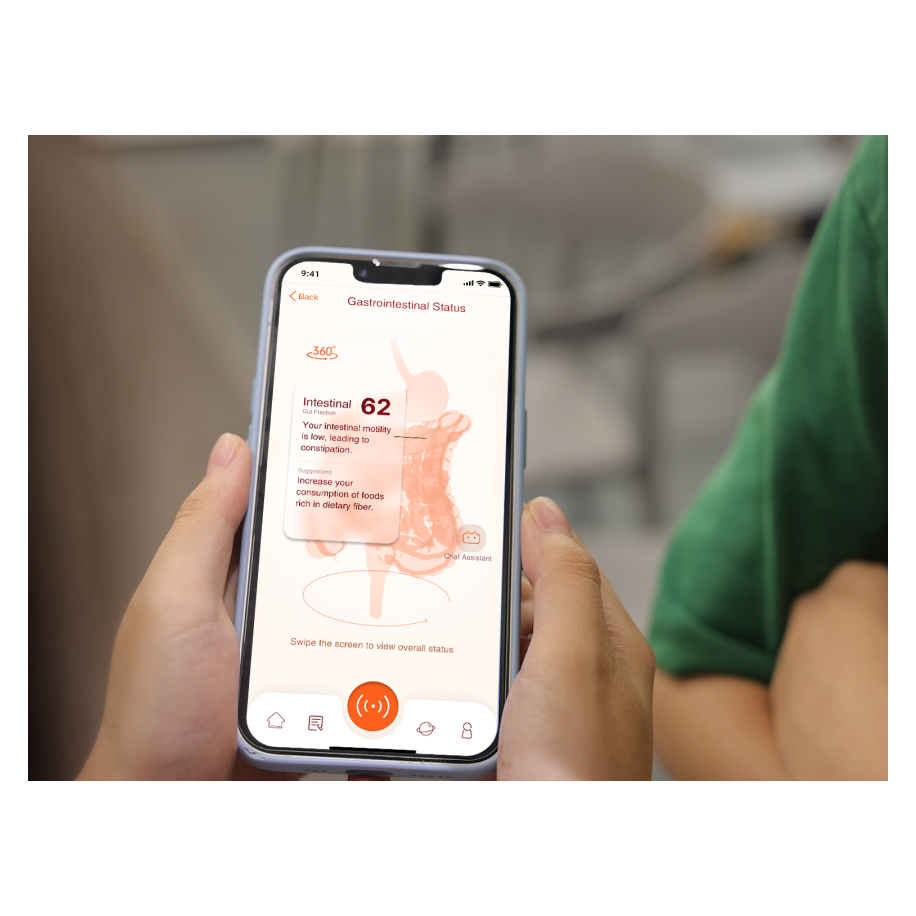 9:41
Back
Gastrointestinal Status
360°
Intestinal 62
Gut Fraction
Your intestinal motility
is low, leading to
constipation.
Suggestions
Increase your
consumption of foods
rich in dietary fiber.
Chat Assistant
Swipe the screen to view overall status